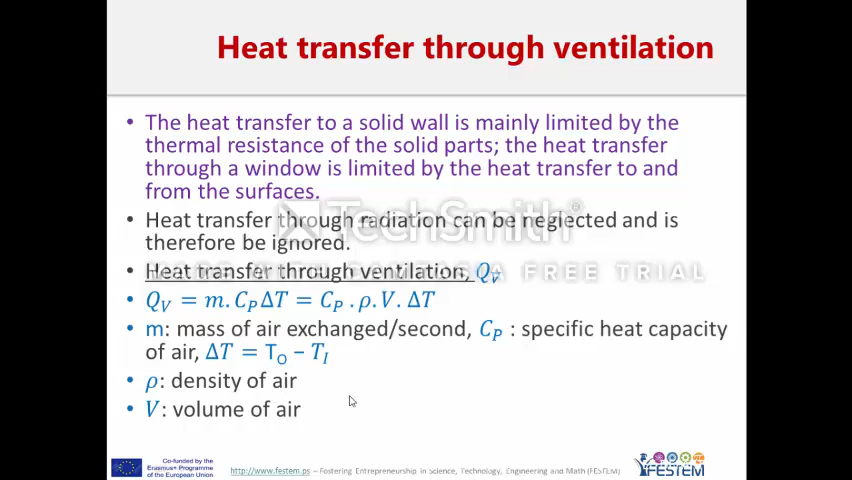 Heat transfer through ventilation
• The heat transfer to a solid wall is mainly limited by the
thermal resistance of the solid parts; the heat transfer
through a window is limited by the heat transfer to and
from the surfaces.
• Heat transfer through radiation can be neglected and is
TechSmith®
therefore be ignored.
• Heat transfer through ventilation, Q_V
FREE TRIAL
• Q_V = m. C_P ΔT = C_P . ρ. V. ΔT
• m: mass of air exchanged/second, C_P : specific heat capacity
of air, ΔT = T_O – T_I
• ρ: density of air
• V: volume of air
Co-funded by the
Erasmus+ Programme
of the European Union
http://www.festem.ps – Fostering Entrepreneurship in Science, Technology, Engineering and Math (FESTEM)
FESTEM